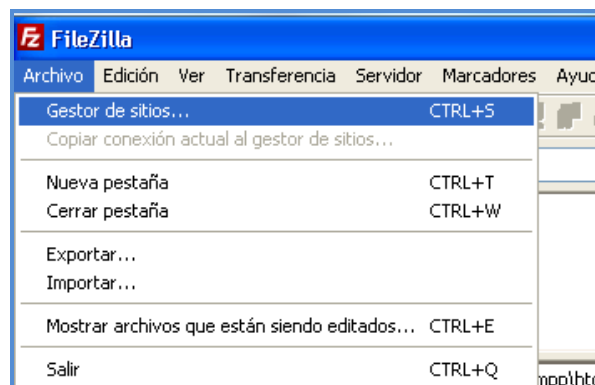 FileZilla
Archivo Edición Ver Transferencia Servidor Marcadores
Gestor de sitios... CTRL+S
Copiar conexión actual al gestor de sitios...
Nueva pestaña CTRL+T
Cerrar pestaña CTRL+W
Exportar...
Importar...
Mostrar archivos que están siendo editados... CTRL+E
Salir CTRL+Q